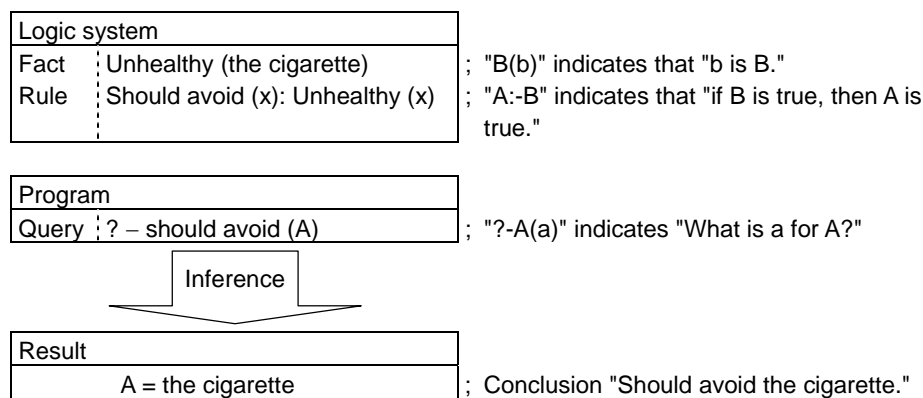 Logic system
Fact Unhealthy (the cigarette) ; "B(b)" indicates that "b is B."
Rule Should avoid (x): Unhealthy (x) ; "A:-B" indicates that "if B is true, then A is
true."
Program
Query ? – should avoid (A) ; "?-A(a)" indicates "What is a for A?"
Inference
Result
A = the cigarette ; Conclusion "Should avoid the cigarette."